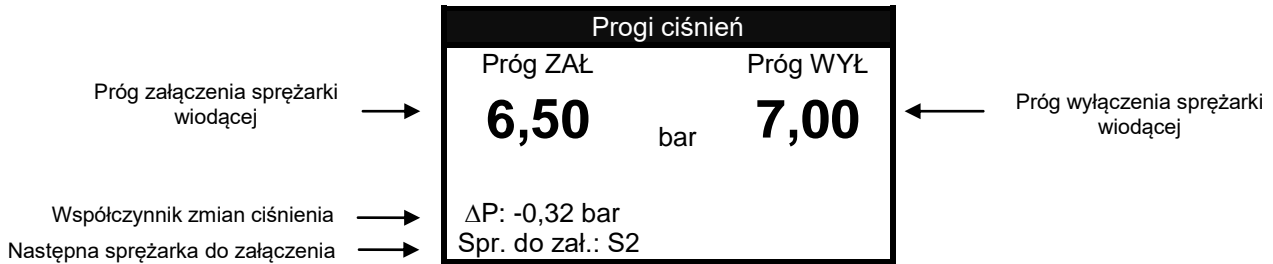 Progi ciśnień
Próg ZAŁ
Próg WYŁ
Próg załączenia sprężarki
wiodącej
6,50
bar
7,00
Próg wyłączenia sprężarki
wiodącej
Współczynnik zmian ciśnienia
∆P: -0,32 bar
Następna sprężarka do załączenia
Spr. do zał.: S2